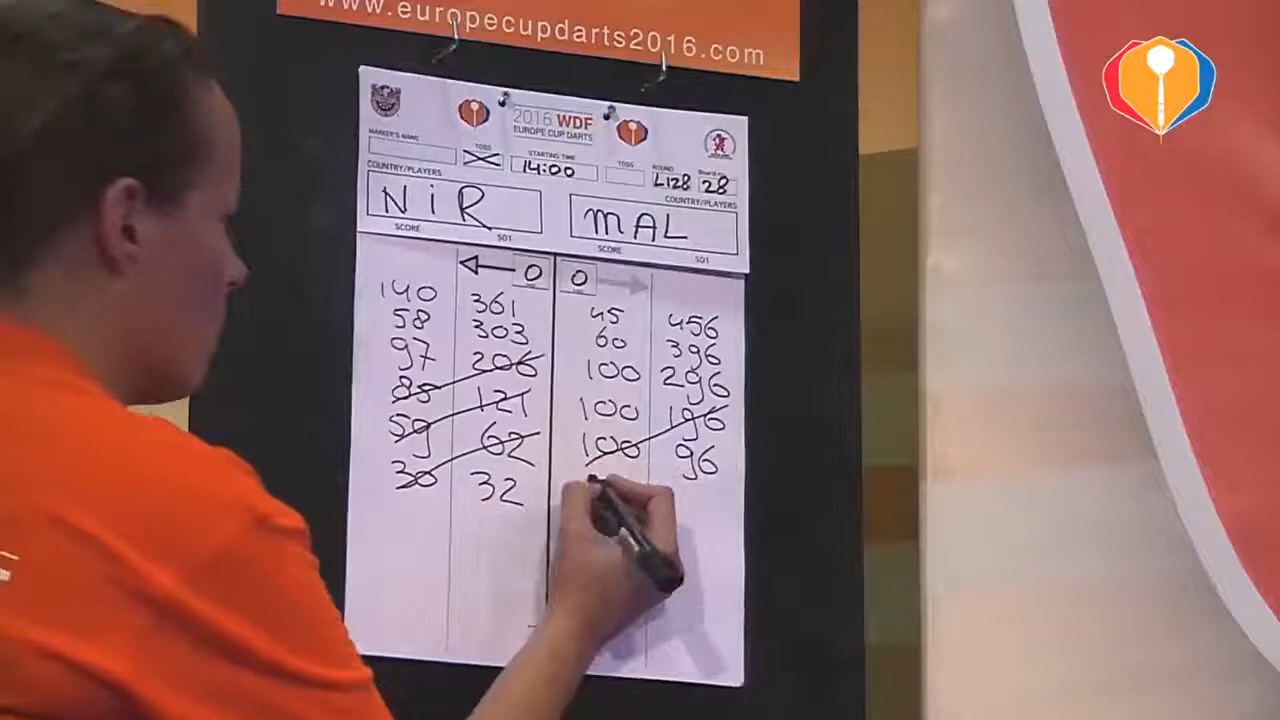 www.europecupdarts2016.com
2016 WDF
EUROPE CUP DARTS
MARKER'S NAME
TOSS
STARTING TIME
14:00
TOSS
ROUND
L128
Board no.
28
COUNTRY/PLAYERS
COUNTRY/PLAYERS
NiR
MAL
SCORE 501
SCORE 501
0 0
140 361 45 456
58 303 60 396
97 206 100 296
85 121 100 196
59 62 100 96
30 32